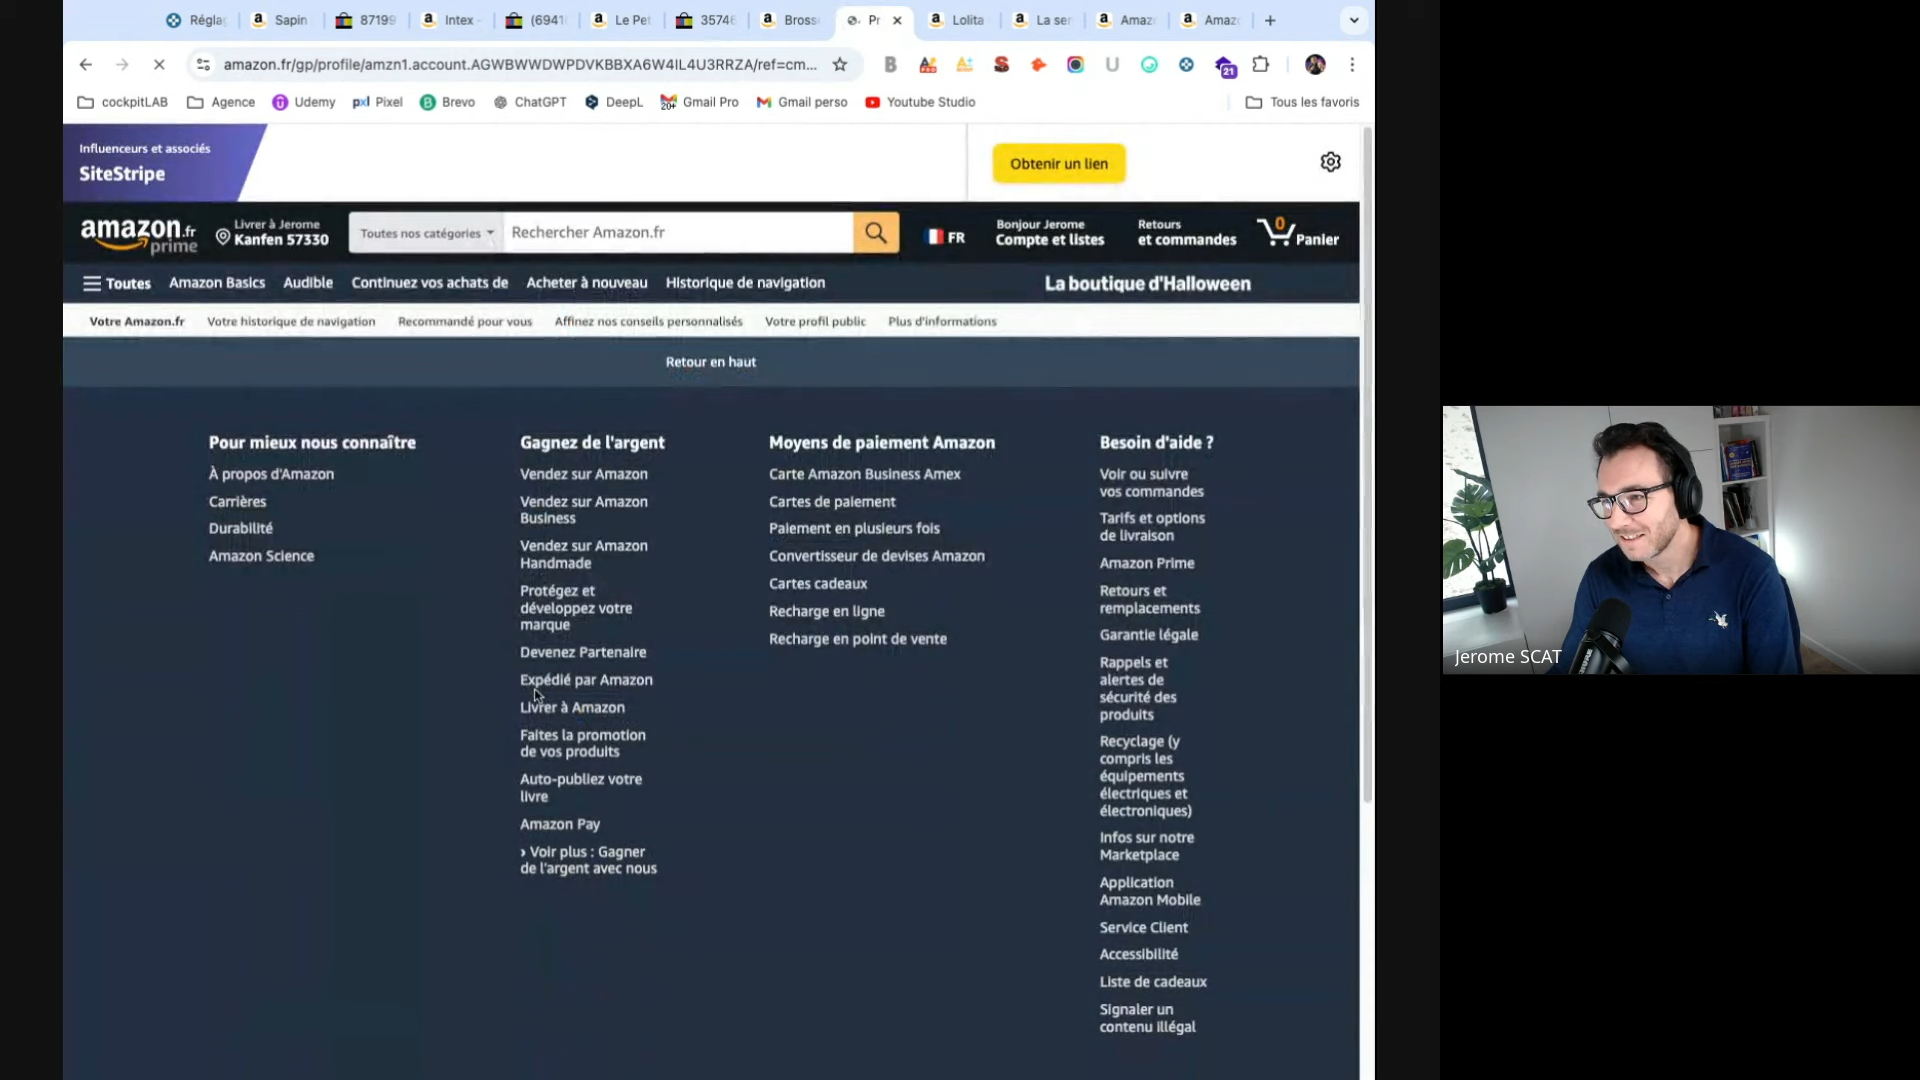 Réglag
Sapin
87199
Intex -
(6941
Le Pet
35746
Bross
Pr
Lolita
La ser
Amaz
Amaz
amazon.fr/gp/profile/amzn1.account.AGWBWWDWPDVKBBXA6W4IL4U3RRZA/ref=cm...
21
cockpitLAB
Agence
Udemy
pxl Pixel
Brevo
ChatGPT
DeepL
20+ Gmail Pro
Gmail perso
Youtube Studio
Tous les favoris
Influenceurs et associés
SiteStripe
Obtenir un lien
amazon.fr
prime
Livrer à Jerome
Kanfen 57330
Toutes nos catégories
Rechercher Amazon.fr
FR
Bonjour Jerome
Compte et listes
Retours
et commandes
0
Panier
Toutes
Amazon Basics
Audible
Continuez vos achats de
Acheter à nouveau
Historique de navigation
La boutique d'Halloween
Votre Amazon.fr
Votre historique de navigation
Recommandé pour vous
Affinez nos conseils personnalisés
Votre profil public
Plus d'informations
Retour en haut
Pour mieux nous connaître
À propos d'Amazon
Carrières
Durabilité
Amazon Science
Gagnez de l'argent
Vendez sur Amazon
Vendez sur Amazon
Business
Vendez sur Amazon
Handmade
Protégez et
développez votre
marque
Devenez Partenaire
Expédié par Amazon
Livrer à Amazon
Faites la promotion
de vos produits
Auto-publiez votre
livre
Amazon Pay
› Voir plus : Gagner
de l'argent avec nous
Moyens de paiement Amazon
Carte Amazon Business Amex
Cartes de paiement
Paiement en plusieurs fois
Convertisseur de devises Amazon
Cartes cadeaux
Recharge en ligne
Recharge en point de vente
Besoin d'aide ?
Voir ou suivre
vos commandes
Tarifs et options
de livraison
Amazon Prime
Retours et
remplacements
Garantie légale
Rappels et
alertes de
sécurité des
produits
Recyclage (y
compris les
équipements
électriques et
électroniques)
Infos sur notre
Marketplace
Application
Amazon Mobile
Service Client
Accessibilité
Liste de cadeaux
Signaler un
contenu illégal
Jerome SCAT